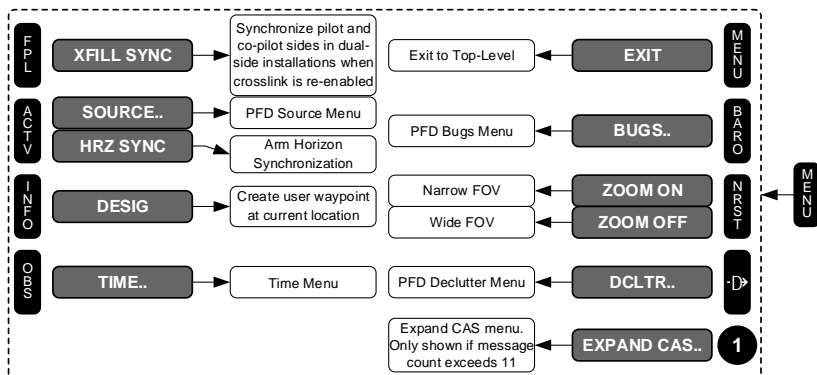 FPL
XFILL SYNC
Synchronize pilot and
co-pilot sides in dual-
side installations when
crosslink is re-enabled
Exit to Top-Level
EXIT
MENU
ACTV
SOURCE..
PFD Source Menu
HRZ SYNC
Arm Horizon
Synchronization
PFD Bugs Menu
BUGS..
BARO
INFO
DESIG
Create user waypoint
at current location
Narrow FOV
ZOOM ON
Wide FOV
ZOOM OFF
NRST
MENU
OBS
TIME..
Time Menu
PFD Declutter Menu
DCLTR..
D
Expand CAS menu.
Only shown if message
count exceeds 11
EXPAND CAS..
1